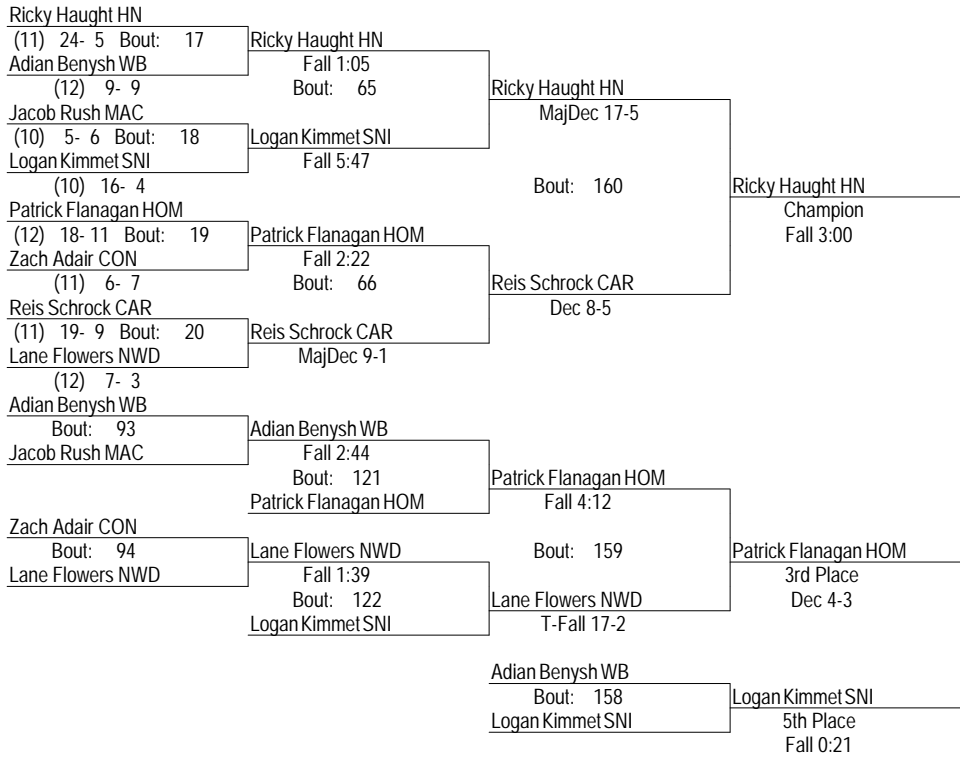 Ricky Haught HN
(11) 24- 5 Bout: 17 Ricky Haught HN
Adian Benysh WB Fall 1:05
(12) 9- 9 Bout: 65 Ricky Haught HN
Jacob Rush MAC MajDec 17-5
(10) 5- 6 Bout: 18 Logan Kimmet SNI
Logan Kimmet SNI Fall 5:47
(10) 16- 4 Bout: 160 Ricky Haught HN
Patrick Flanagan HOM Champion
(12) 18- 11 Bout: 19 Patrick Flanagan HOM Fall 3:00
Zach Adair CON Fall 2:22
(11) 6- 7 Bout: 66 Reis Schrock CAR
Reis Schrock CAR Dec 8-5
(11) 19- 9 Bout: 20 Reis Schrock CAR
Lane Flowers NWD MajDec 9-1
(12) 7- 3
Adian Benysh WB
Bout: 93 Adian Benysh WB
Jacob Rush MAC Fall 2:44
Bout: 121 Patrick Flanagan HOM
Patrick Flanagan HOM Fall 4:12
Zach Adair CON
Bout: 94 Lane Flowers NWD Bout: 159 Patrick Flanagan HOM
Lane Flowers NWD Fall 1:39 3rd Place
Bout: 122 Lane Flowers NWD Dec 4-3
Logan Kimmet SNI T-Fall 17-2
Adian Benysh WB
Bout: 158 Logan Kimmet SNI
Logan Kimmet SNI 5th Place
Fall 0:21